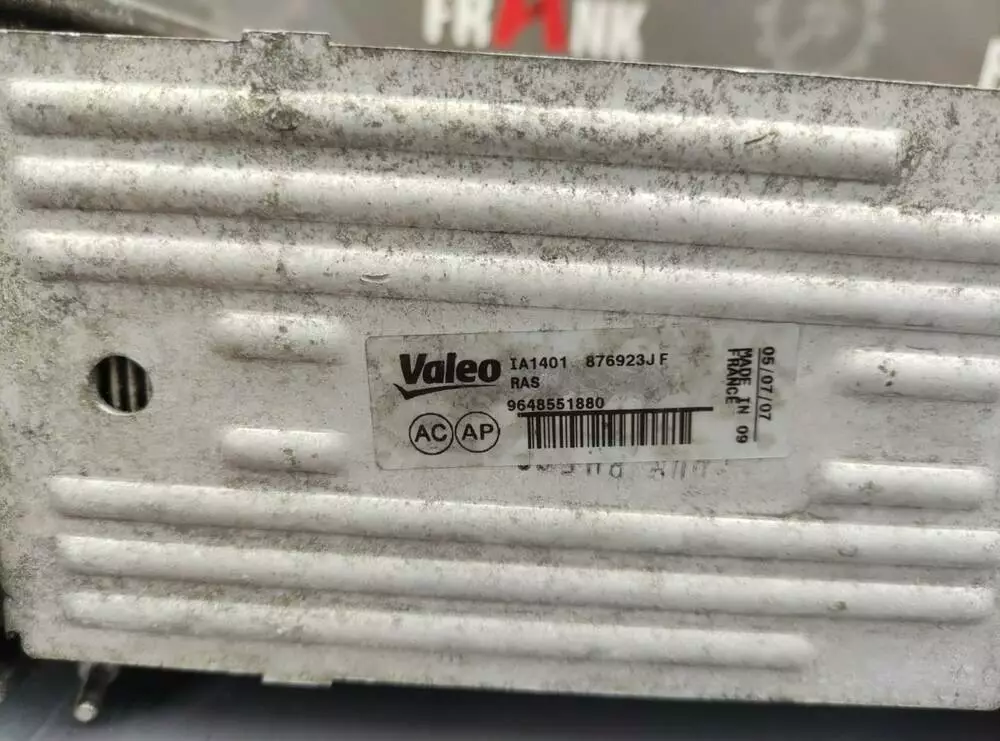 FRANK
Valeo IA1401 876923J F
RAS
9648551880
AC AP
05/07/07
MADE IN 09
FRANCE